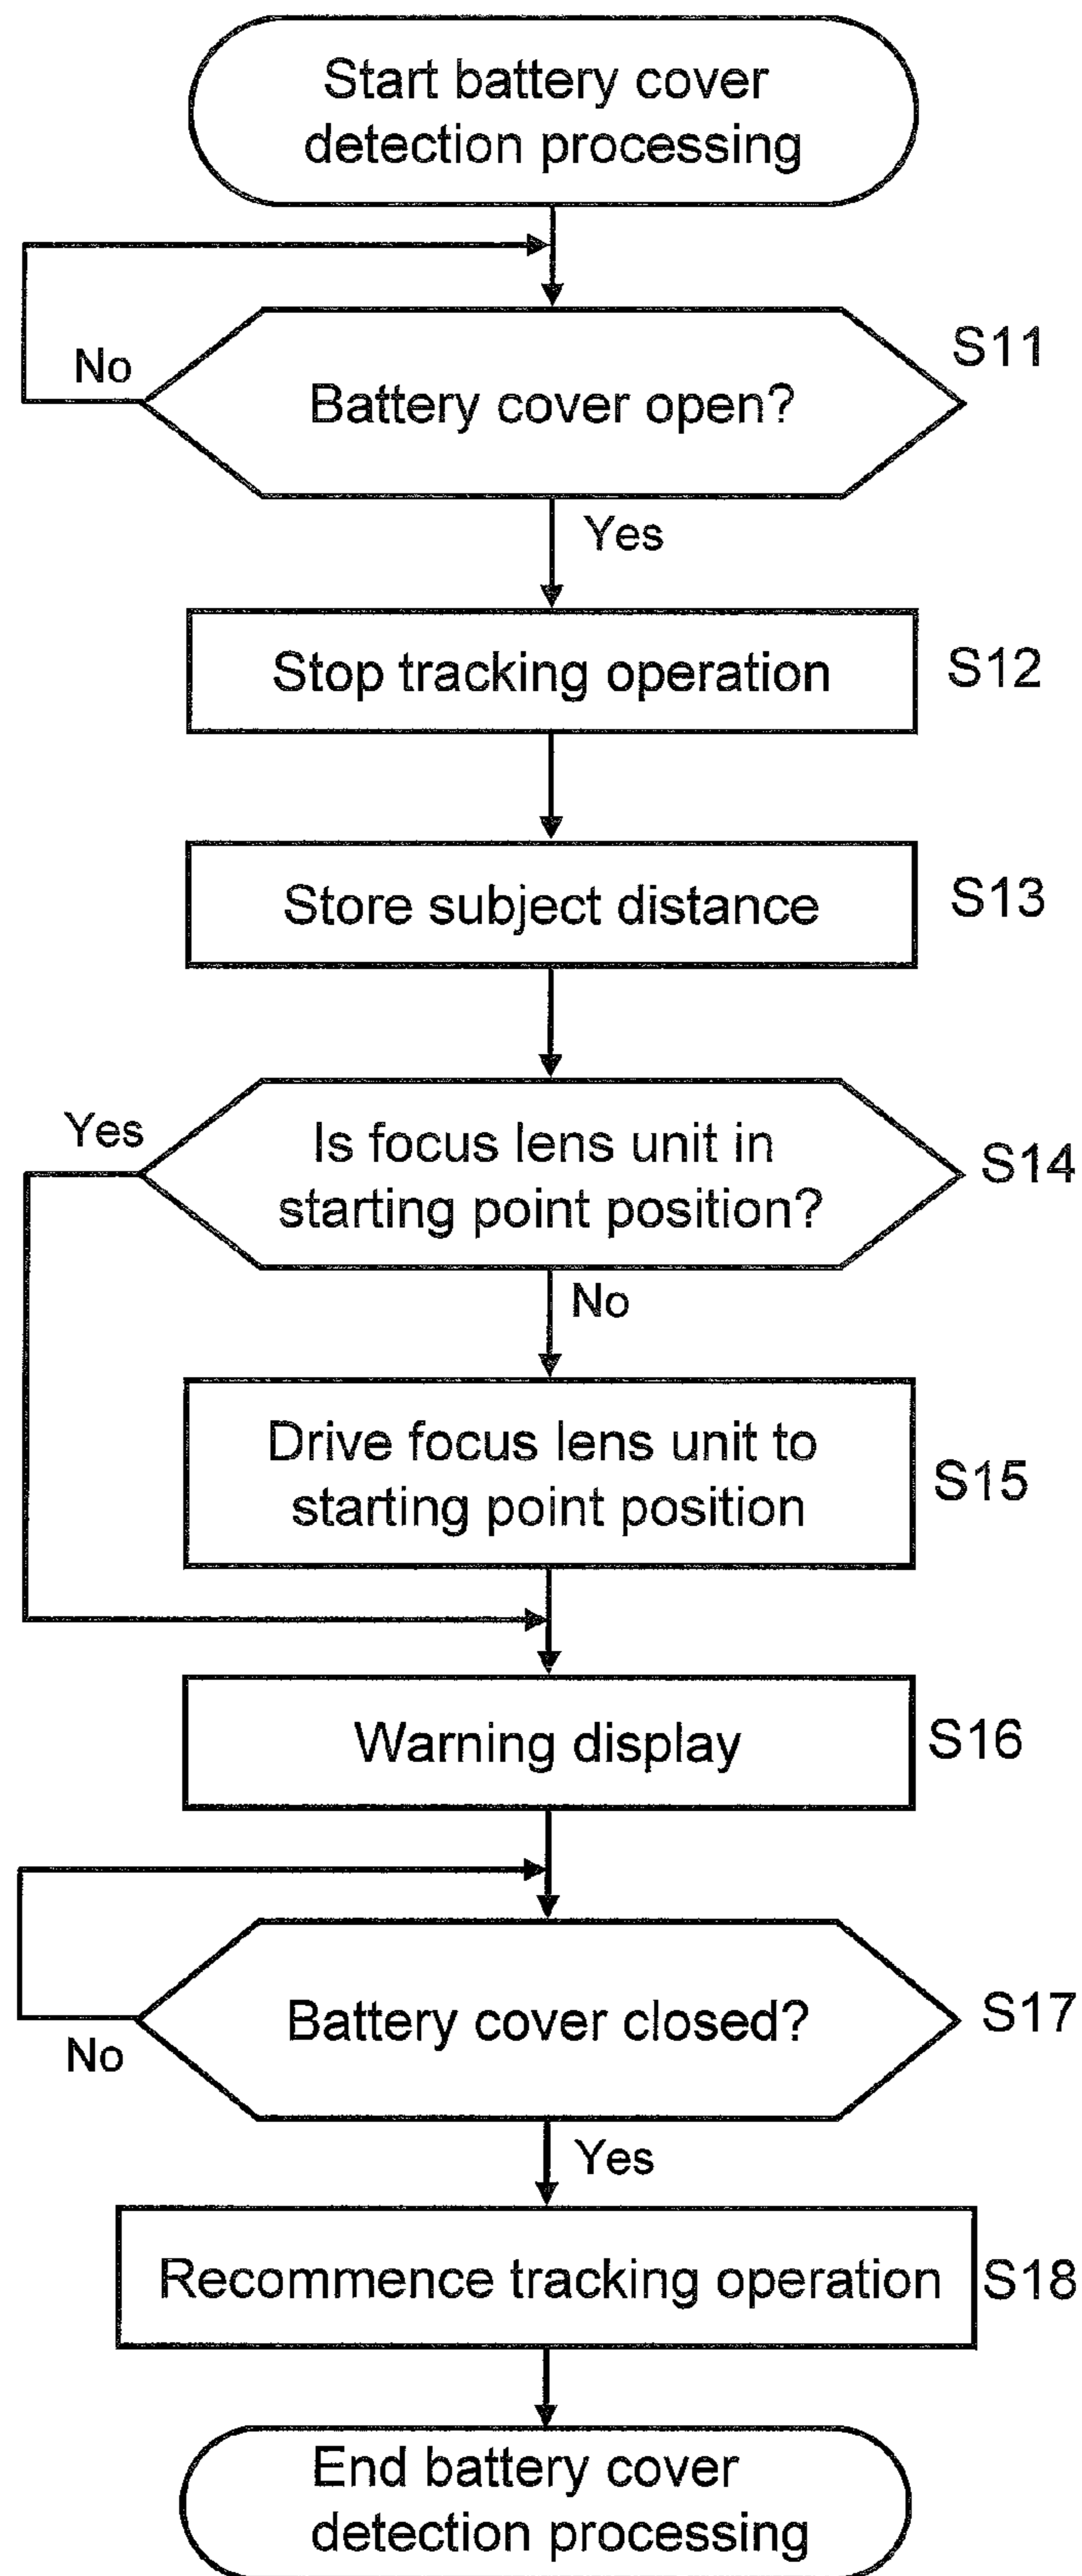 Start battery cover
detection processing
No
Battery cover open?
S11
Yes
Stop tracking operation
S12
Store subject distance
S13
Yes
Is focus lens unit in
starting point position?
S14
No
Drive focus lens unit to
starting point position
S15
Warning display
S16
Battery cover closed?
S17
No
Yes
Recommence tracking operation
S18
End battery cover
detection processing